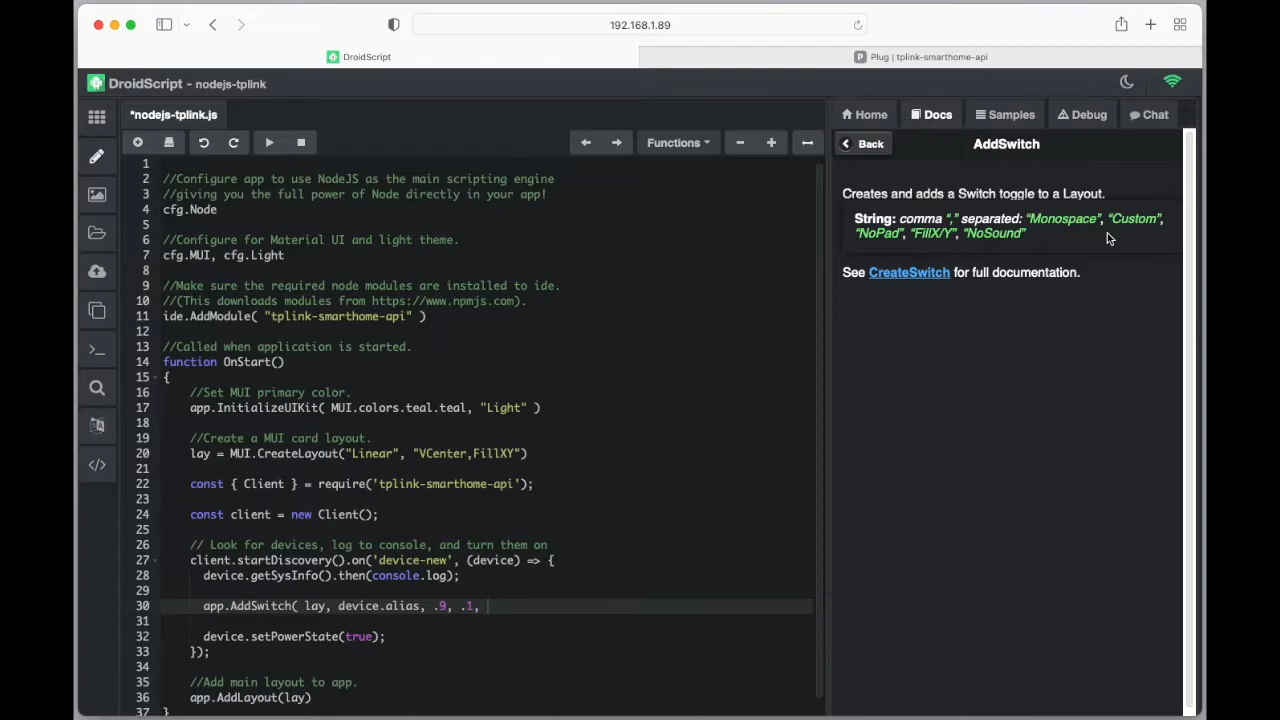 192.168.1.89
DroidScript
Plug | tplink-smarthome-api
DroidScript - nodejs-tplink
*nodejs-tplink.js
Home
Docs
Samples
Debug
Chat
Functions
Back
AddSwitch
1
2 //Configure app to use NodeJS as the main scripting engine
3 //giving you the full power of Node directly in your app!
4 cfg.Node
5
6 //Configure for Material UI and light theme.
7 cfg.MUI, cfg.Light
8
9 //Make sure the required node modules are installed to ide.
10 //(This downloads modules from https://www.npmjs.com).
11 ide.AddModule( "tplink-smarthome-api" )
12
13 //Called when application is started.
14 function OnStart()
15 {
16 //Set MUI primary color.
17 app.InitializeUIKit( MUI.colors.teal.teal, "Light" )
18
19 //Create a MUI card layout.
20 lay = MUI.CreateLayout("Linear", "VCenter,FillXY")
21
22 const { Client } = require('tplink-smarthome-api');
23
24 const client = new Client();
25
26 // Look for devices, log to console, and turn them on
27 client.startDiscovery().on('device-new', (device) => {
28 device.getSysInfo().then(console.log);
29
30 app.AddSwitch( lay, device.alias, .9, .1,
31
32 device.setPowerState(true);
33 });
34
35 //Add main layout to app.
36 app.AddLayout(lay)
37 }
Creates and adds a Switch toggle to a Layout.
String: comma “,” separated: “Monospace”, “Custom”,
“NoPad”, “FillX/Y”, “NoSound”
See CreateSwitch for full documentation.